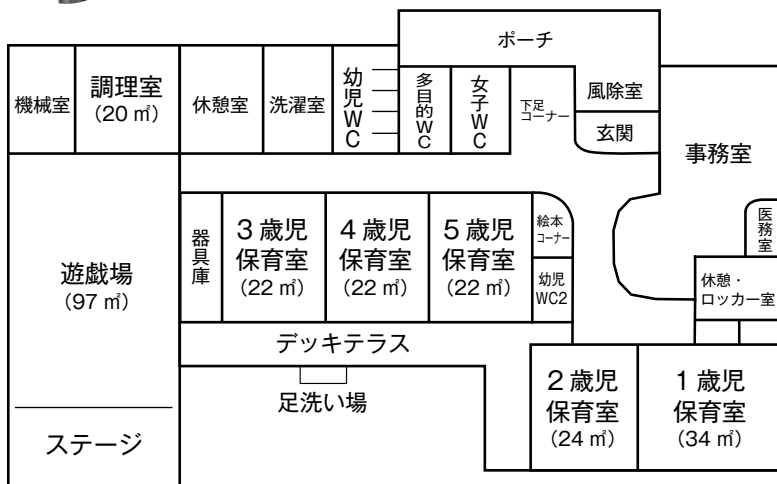 ポーチ
機械室
調理室
（20 ㎡）
休憩室
洗濯室
幼児WC
多目的WC
女子WC
下足
コーナー
風除室
玄関
事務室
医務室
休憩・
ロッカー室
遊戯場
（97 ㎡）
器具庫
3 歳児
保育室
（22 ㎡）
4 歳児
保育室
（22 ㎡）
5 歳児
保育室
（22 ㎡）
絵本
コーナー
幼児
WC2
デッキテラス
足洗い場
ステージ
2 歳児
保育室
（24 ㎡）
1 歳児
保育室
（34 ㎡）